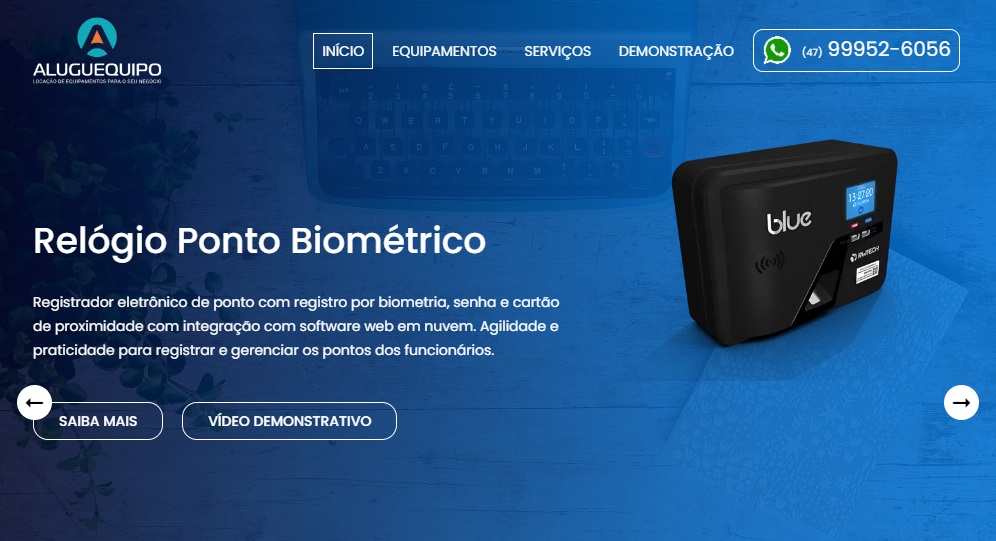 ALUGUEQUIPO
LOCAÇÃO DE EQUIPAMENTOS PARA O SEU NEGÓCIO
INÍCIO
EQUIPAMENTOS
SERVIÇOS
DEMONSTRAÇÃO
(47) 99952-6056
Q W E R T Y U I O P
A S D F G H J K L
Z X C V B N M
blue
13:27:20
Relógio Ponto Biométrico
Registrador eletrônico de ponto com registro por biometria, senha e cartão
de proximidade com integração com software web em nuvem. Agilidade e
praticidade para registrar e gerenciar os pontos dos funcionários.
SAIBA MAIS
VÍDEO DEMONSTRATIVO